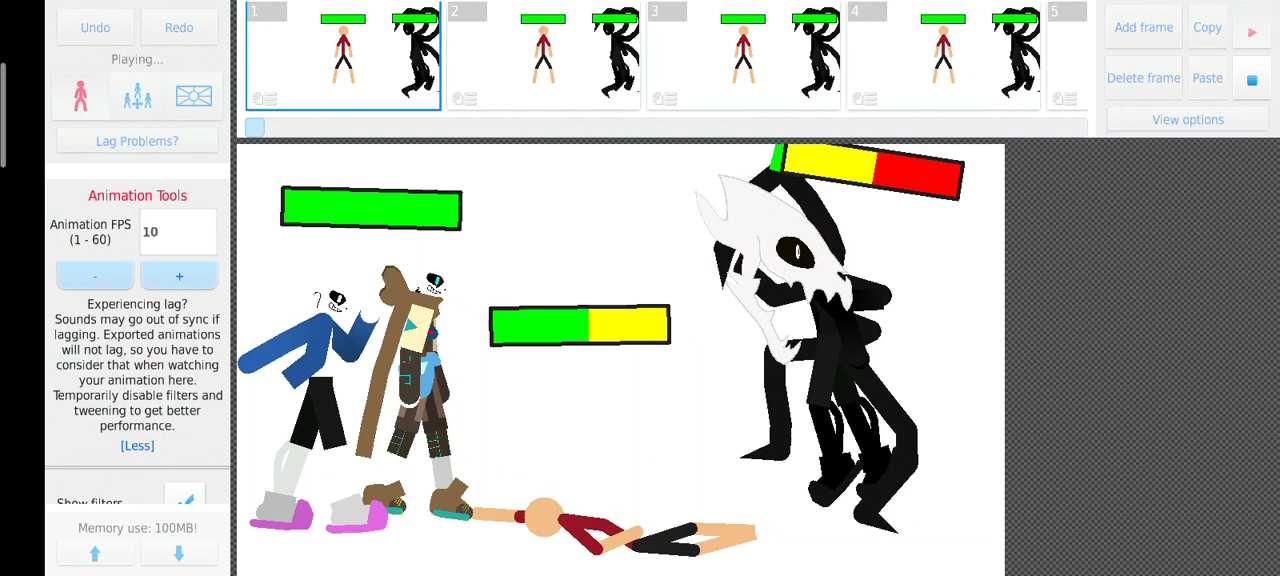 Undo
Redo
Playing...
Lag Problems?
Animation Tools
Animation FPS
(1 - 60)
10
-
+
Experiencing lag?
Sounds may go out of sync if
lagging. Exported animations
will not lag, so you have to
consider that when watching
your animation here.
Temporarily disable filters and
tweening to get better
performance.
[Less]
Show filters
Memory use: 100MB!
1
2
3
4
5
Add frame
Copy
Delete frame
Paste
View options